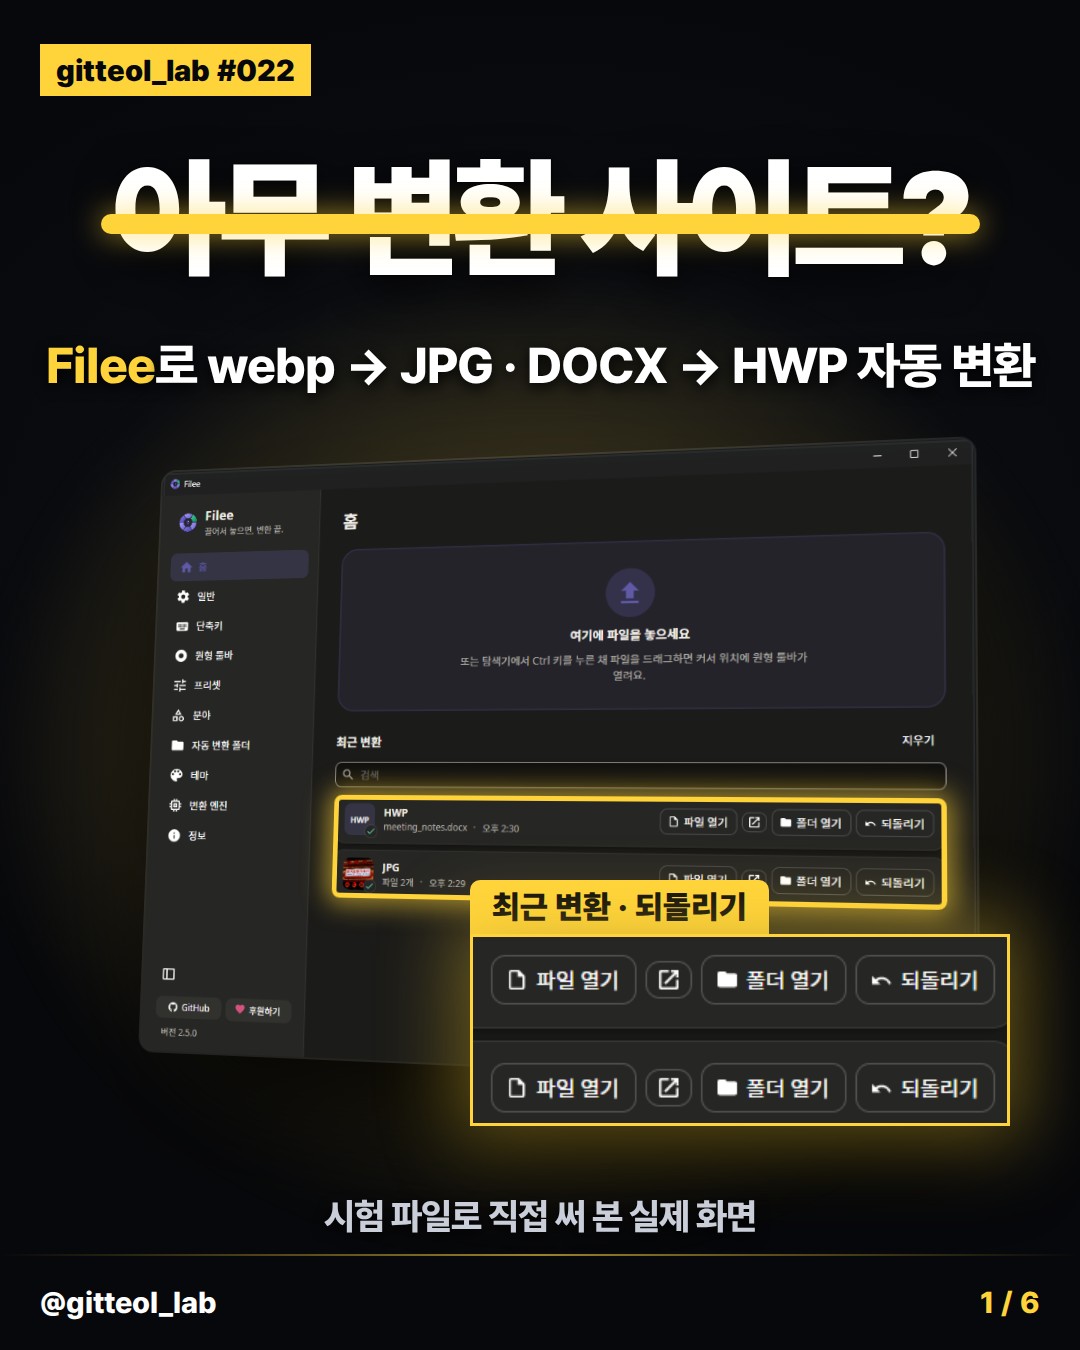 gitteol_lab #022
아무 변환 사이트?
Filee로 webp → JPG · DOCX → HWP 자동 변환
Filee
Filee
끌어서 놓으면, 변환 끝.
홈
일반
단축키
원형 툴바
프리셋
분야
자동 변환 폴더
테마
변환 엔진
정보
GitHub
후원하기
버전 2.5.0
홈
여기에 파일을 놓으세요
또는 탐색기에서 Ctrl 키를 누른 채 파일을 드래그하면 커서 위치에 원형 툴바가
열려요.
최근 변환
지우기
검색
HWP
HWP
meeting_notes.docx · 오후 2:30
파일 열기
폴더 열기
되돌리기
JPG
파일 2개 · 오후 2:29
파일 열기
폴더 열기
되돌리기
최근 변환 · 되돌리기
파일 열기
폴더 열기
되돌리기
파일 열기
폴더 열기
되돌리기
시험 파일로 직접 써 본 실제 화면
@gitteol_lab
1 / 6